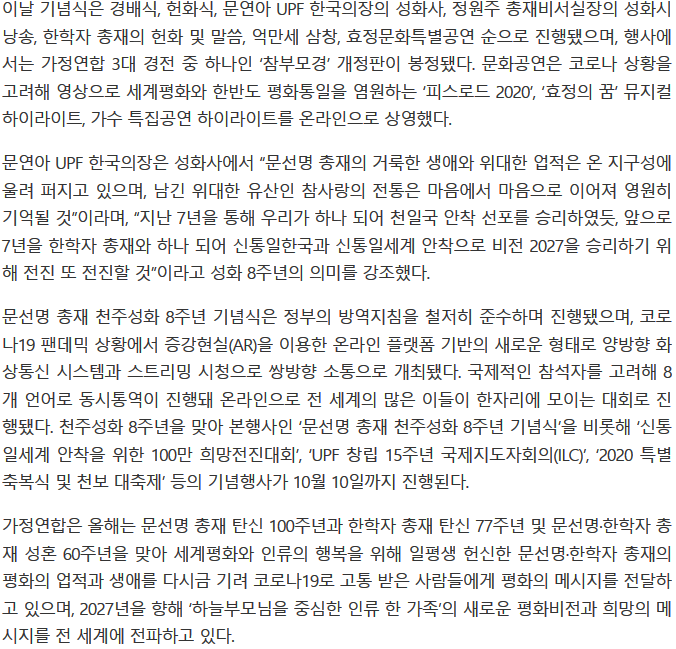 이날 기념식은 경배식, 헌화식, 문연아 UPF 한국의장의 성화사, 정원주 총재비서실장의 성화시
낭송, 한학자 총재의 헌화 및 말씀, 억만세 삼창, 효정문화특별공연 순으로 진행됐으며, 행사에
서는 가정연합 3대 경전 중 하나인 ‘참부모경’ 개정판이 봉정됐다. 문화공연은 코로나 상황을
고려해 영상으로 세계평화와 한반도 평화통일을 염원하는 ‘피스로드 2020’, ‘효정의 꿈’ 뮤지컬
하이라이트, 가수 특집공연 하이라이트를 온라인으로 상영했다.
문연아 UPF 한국의장은 성화사에서 “문선명 총재의 거룩한 생애와 위대한 업적은 온 지구성에
울려 퍼지고 있으며, 남긴 위대한 유산인 참사랑의 전통은 마음에서 마음으로 이어져 영원히
기억될 것”이라며, “지난 7년을 통해 우리가 하나 되어 천일국 안착 선포를 승리하였듯, 앞으로
7년을 한학자 총재와 하나 되어 신통일한국과 신통일세계 안착으로 비전 2027을 승리하기 위
해 전진 또 전진할 것”이라고 성화 8주년의 의미를 강조했다.
문선명 총재 천주성화 8주년 기념식은 정부의 방역지침을 철저히 준수하며 진행됐으며, 코로
나19 팬데믹 상황에서 증강현실(AR)을 이용한 온라인 플랫폼 기반의 새로운 형태로 양방향 화
상통신 시스템과 스트리밍 시청으로 쌍방향 소통으로 개최됐다. 국제적인 참석자를 고려해 8
개 언어로 동시통역이 진행돼 온라인으로 전 세계의 많은 이들이 한자리에 모이는 대회로 진
행됐다. 천주성화 8주년을 맞아 본행사인 ‘문선명 총재 천주성화 8주년 기념식’을 비롯해 ‘신통
일세계 안착을 위한 100만 희망전진대회’, ‘UPF 창립 15주년 국제지도자회의(ILC)’, ‘2020 특별
축복식 및 천보 대축제’ 등의 기념행사가 10월 10일까지 진행된다.
가정연합은 올해는 문선명 총재 탄신 100주년과 한학자 총재 탄신 77주년 및 문선명·한학자 총
재 성혼 60주년을 맞아 세계평화와 인류의 행복을 위해 일평생 헌신한 문선명·한학자 총재의
평화의 업적과 생애를 다시금 기려 코로나19로 고통 받은 사람들에게 평화의 메시지를 전달하
고 있으며, 2027년을 향해 ‘하늘부모님을 중심한 인류 한 가족’의 새로운 평화비전과 희망의 메
시지를 전 세계에 전파하고 있다.